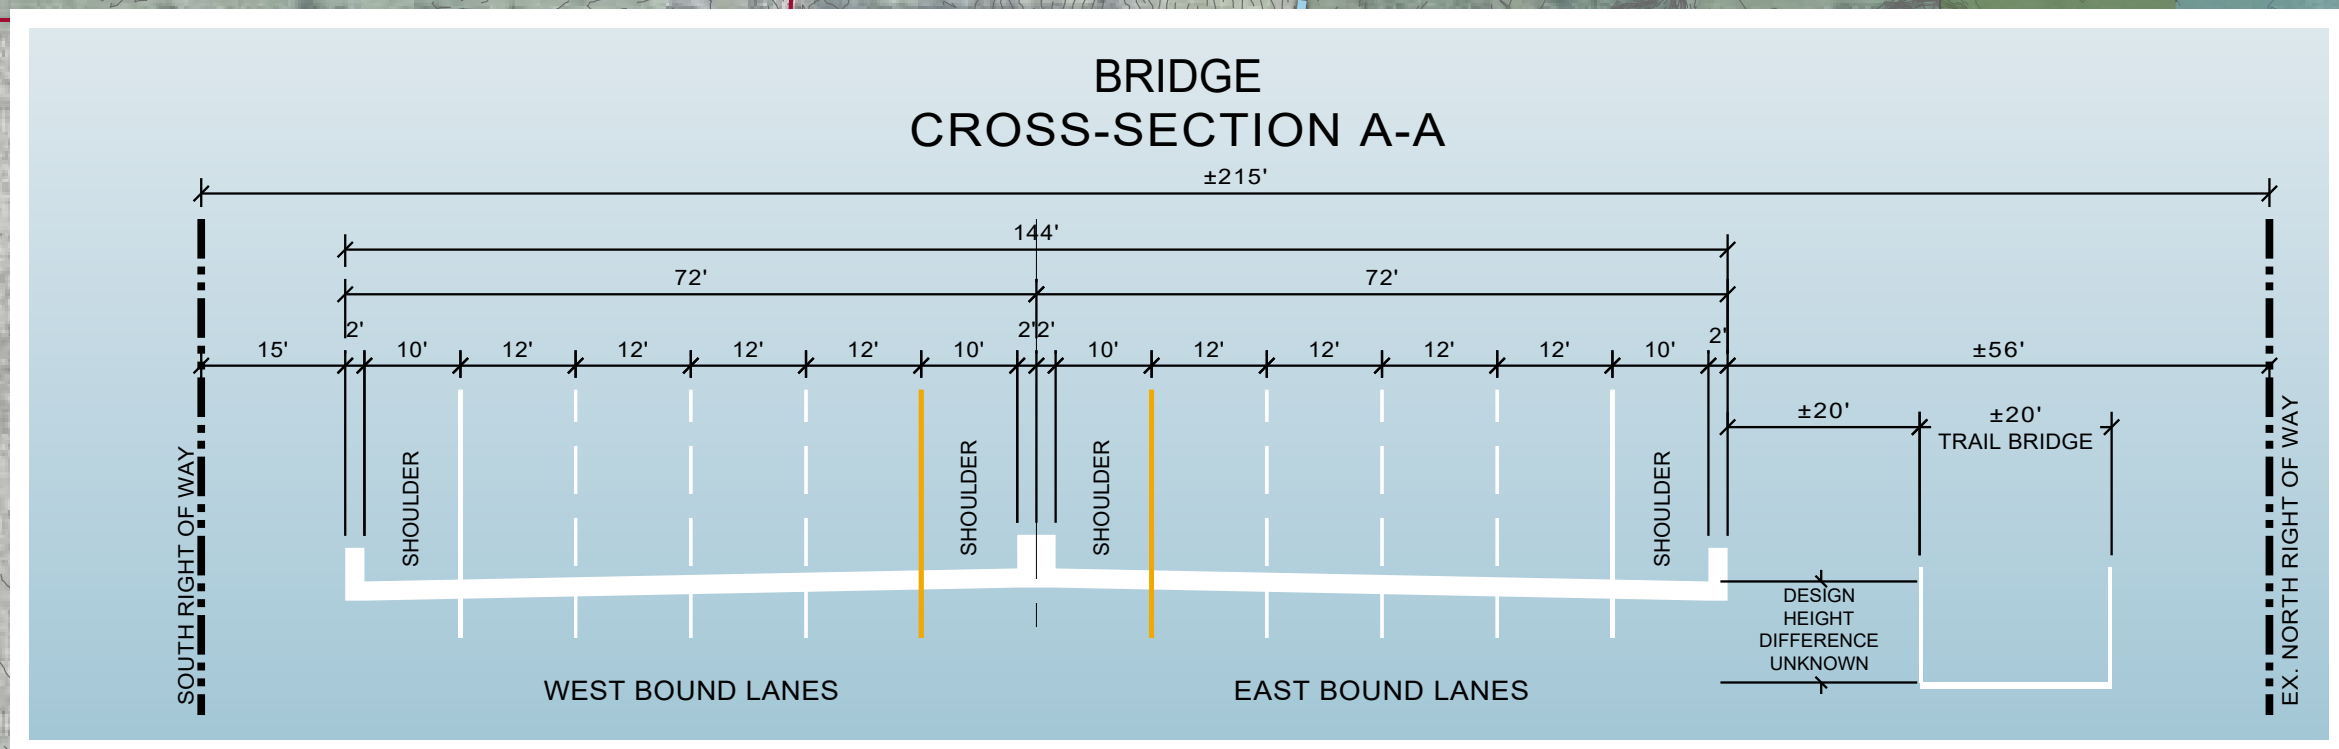 BRIDGE
CROSS-SECTION A-A
±215'
144'
72' 72'
2' 2' 2' 2'
15' 10' 12' 12' 12' 12' 10' 10' 12' 12' 12' 12' 10' ±56'
±20' ±20'
TRAIL BRIDGE
SOUTH RIGHT OF WAY
SHOULDER
SHOULDER
SHOULDER
SHOULDER
EX. NORTH RIGHT OF WAY
DESIGN
HEIGHT
DIFFERENCE
UNKNOWN
WEST BOUND LANES
EAST BOUND LANES